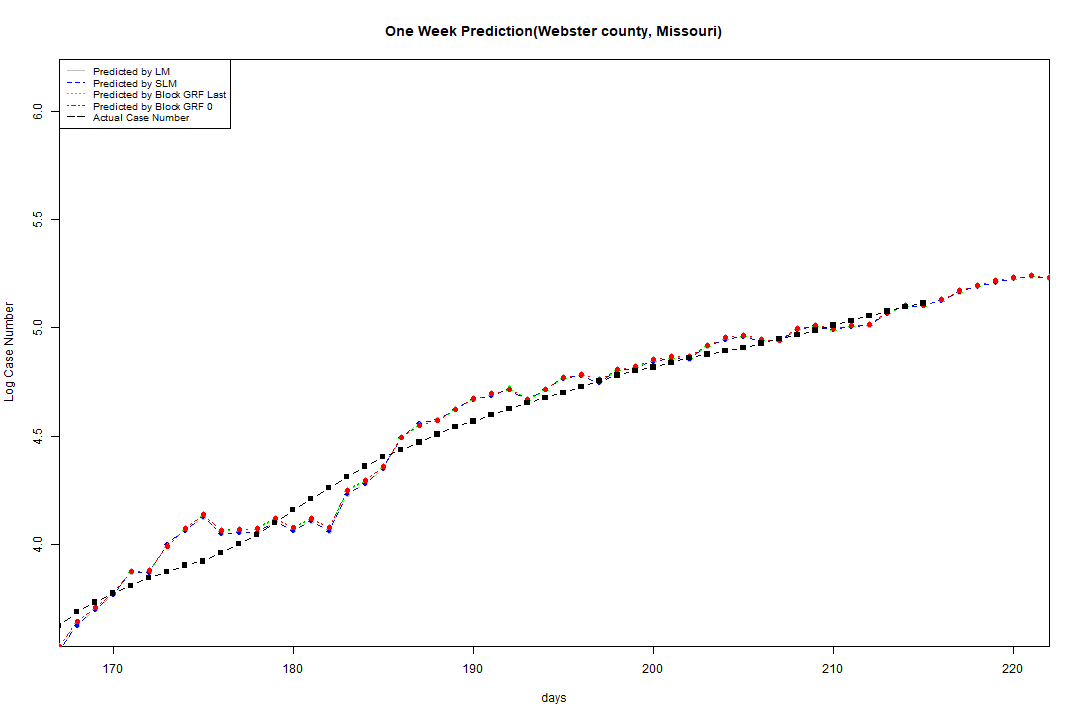 One Week Prediction(Webster county, Missouri)
Predicted by LM
Predicted by SLM
Predicted by Block GRF Last
Predicted by Block GRF 0
Actual Case Number
6.0
5.5
5.0
4.5
4.0
Log Case Number
170 180 190 200 210 220
days